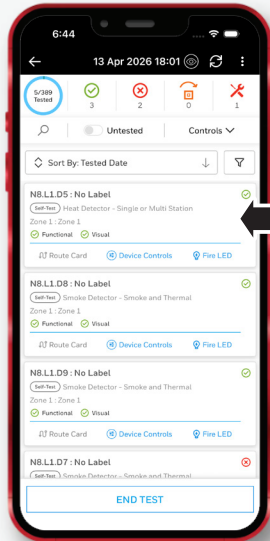 6:44
13 Apr 2026 18:01
5/389
Tested
3
2
0
1
Untested
Controls
Sort By: Tested Date
N8.L1.D5 : No Label
Self-Test Heat Detector - Single or Multi Station
Zone 1 : Zone 1
Functional Visual
Route Card Device Controls Fire LED
N8.L1.D8 : No Label
Self-Test Smoke Detector - Smoke and Thermal
Zone 1 : Zone 1
Functional Visual
Route Card Device Controls Fire LED
N8.L1.D9 : No Label
Self-Test Smoke Detector - Smoke and Thermal
Zone 1 : Zone 1
Functional Visual
Route Card Device Controls Fire LED
N8.L1.D7 : No Label
Self-Test Smoke Detector - Smoke and Thermal
END TEST